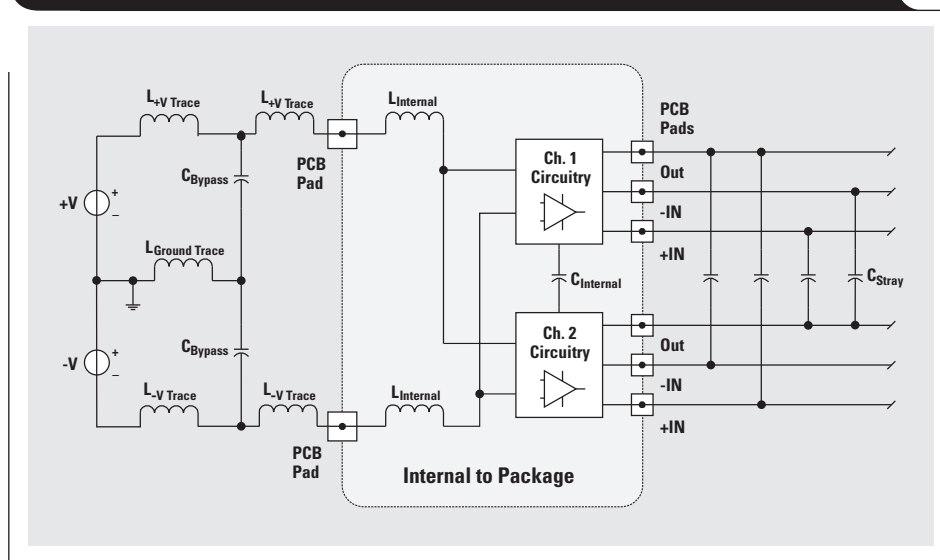 L+V Trace
L+V Trace
LInternal
PCB
Pads
CBypass
PCB
Pad
Ch. 1
Circuitry
Out
-IN
+IN
+V
+
–
LGround Trace
CInternal
CStray
-V
+
–
CBypass
Ch. 2
Circuitry
Out
-IN
+IN
L-V Trace
L-V Trace
LInternal
PCB
Pad
Internal to Package